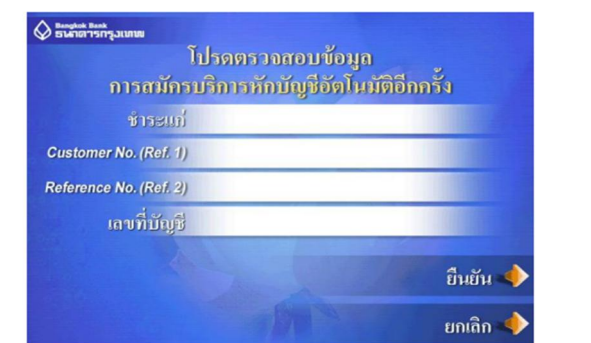 Bangkok Bank
ธนาคารกรุงเทพ
โปรดตรวจสอบข้อมูล
การสมัครบริการหักบัญชีอัตโนมัติอีกครั้ง
ชำระแก่
Customer No. (Ref. 1)
Reference No. (Ref. 2)
เลขที่บัญชี
ยืนยัน
ยกเลิก